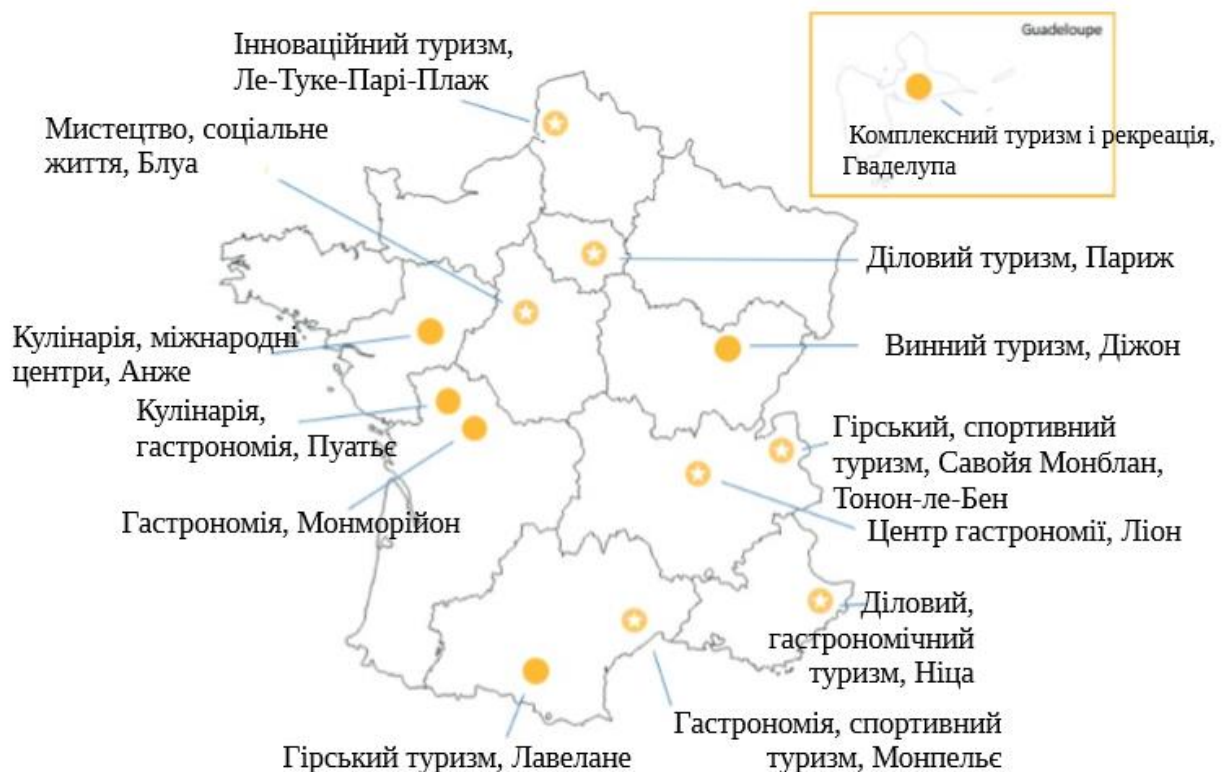 Інноваційний туризм,
Ле-Туке-Парі-Плаж
Guadeloupe
Комплексний туризм і рекреація,
Гваделупа
Мистецтво, соціальне
життя, Блуа
Діловий туризм, Париж
Кулінарія, міжнародні
центри, Анже
Винний туризм, Діжон
Кулінарія,
гастрономія, Пуатьє
Гірський, спортивний
туризм, Савойя Монблан,
Тонон-ле-Бен
Гастрономія, Монморійон
Центр гастрономії, Ліон
Діловий,
гастрономічний
туризм, Ніца
Гастрономія, спортивний
туризм, Монпельє
Гірський туризм, Лавелане